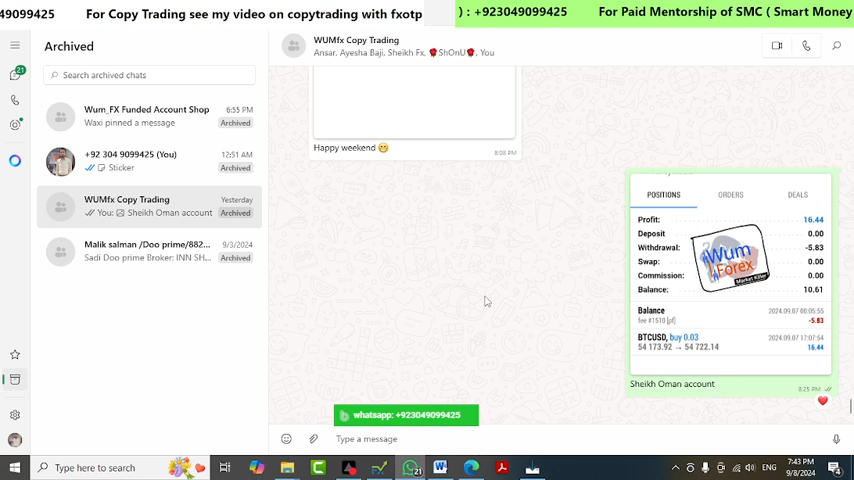 49099425 For Copy Trading see my video on copytrading with fxotp
) : +923049099425 For Paid Mentorship of SMC ( Smart Money
Archived
Search archived chats
Wum_FX Funded Account Shop 6:55 PM
Waxi pinned a message Archived
+92 304 9099425 (You) 12:51 AM
Sticker Archived
WUMfx Copy Trading Yesterday
You: Sheikh Oman account Archived
Malik salman /Doo prime/882... 9/3/2024
Sadi Doo prime Broker: INN SH... Archived
21
WUMfx Copy Trading
Ansar, Ayesha Baji, Sheikh Fx, 🌹ShOnU🌹, You
Happy weekend 😁
8:08 PM
POSITIONS ORDERS DEALS
Profit: 16.44
Deposit 0.00
Withdrawal: -5.83
Swap: 0.00
Commission: 0.00
Balance: 10.61
Wum
Forex
Market Killer
Balance 2024.09.07 00:05:55
fee #1510 [pf] -5.83
BTCUSD, buy 0.03 2024.09.07 17:07:54
54 173.92 → 54 722.14 16.44
Sheikh Oman account
8:25 PM
whatsapp: +923049099425
Type a message
Type here to search
21
ENG
7:43 PM
9/8/2024
4